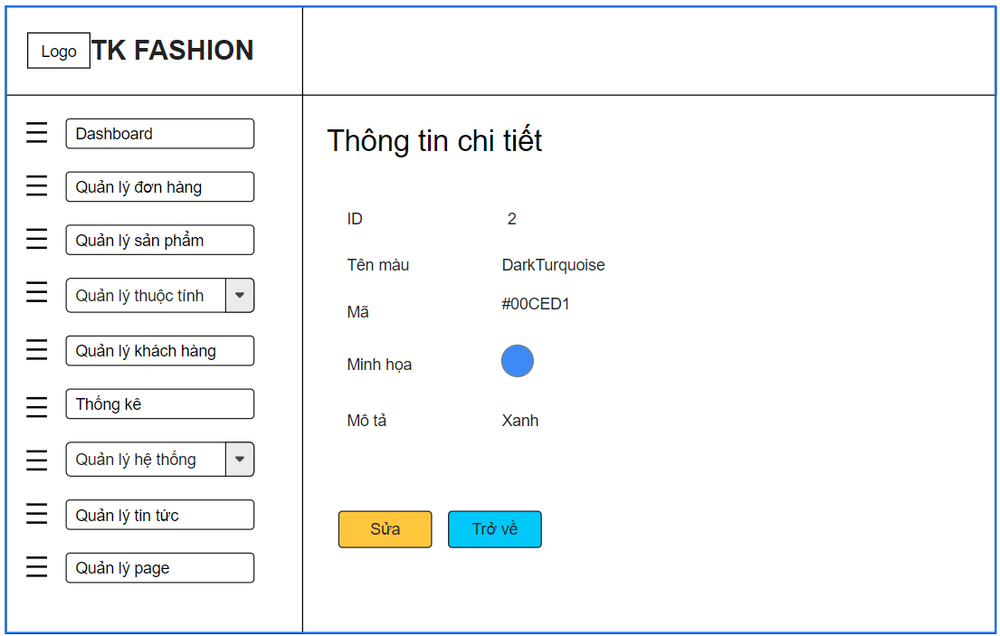 Logo TK FASHION
Dashboard
Quản lý đơn hàng
Quản lý sản phẩm
Quản lý thuộc tính
Quản lý khách hàng
Thống kê
Quản lý hệ thống
Quản lý tin tức
Quản lý page
Thông tin chi tiết
ID 2
Tên màu DarkTurquoise
Mã #00CED1
Minh họa
Mô tả Xanh
Sửa Trở về